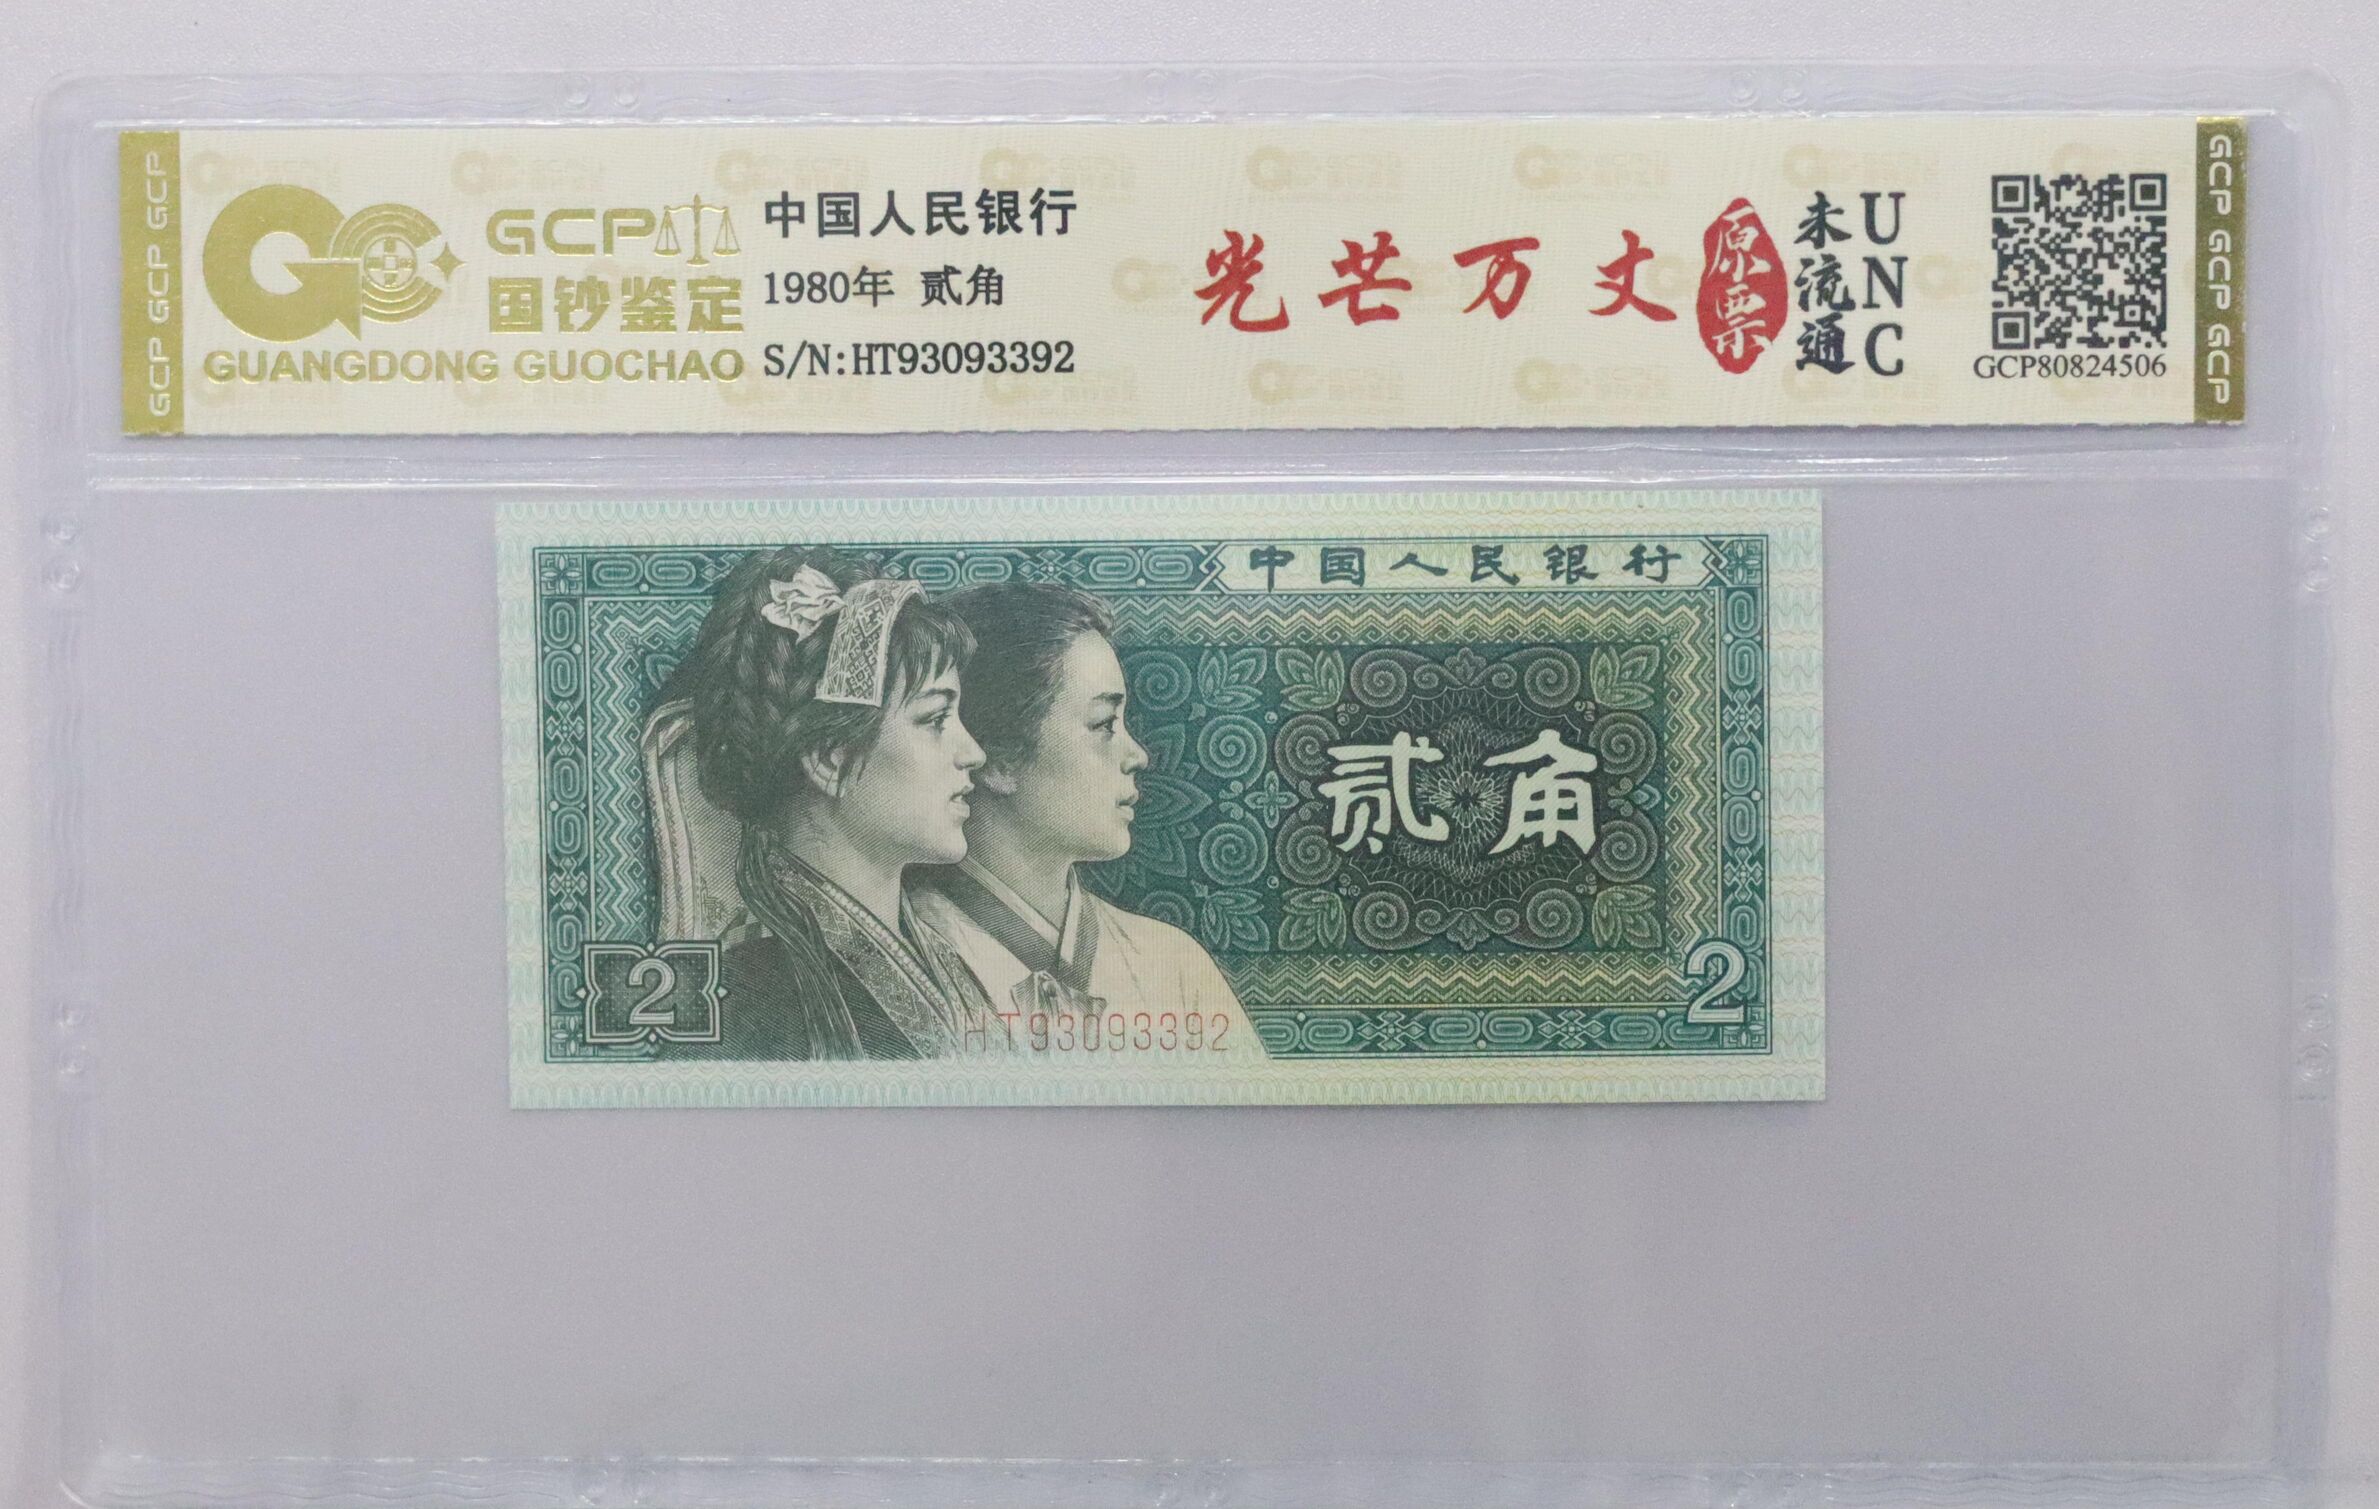 GCP GCP GCP
GCP
国钞鉴定
GUANGDONG GUOCHAO
中国人民银行
1980年 贰角
S/N:HT93093392
光芒万丈
原票
未流通
UNC
GCP80824506
GCP GCP GCP
中国人民银行
贰角
2
2
HT93093392